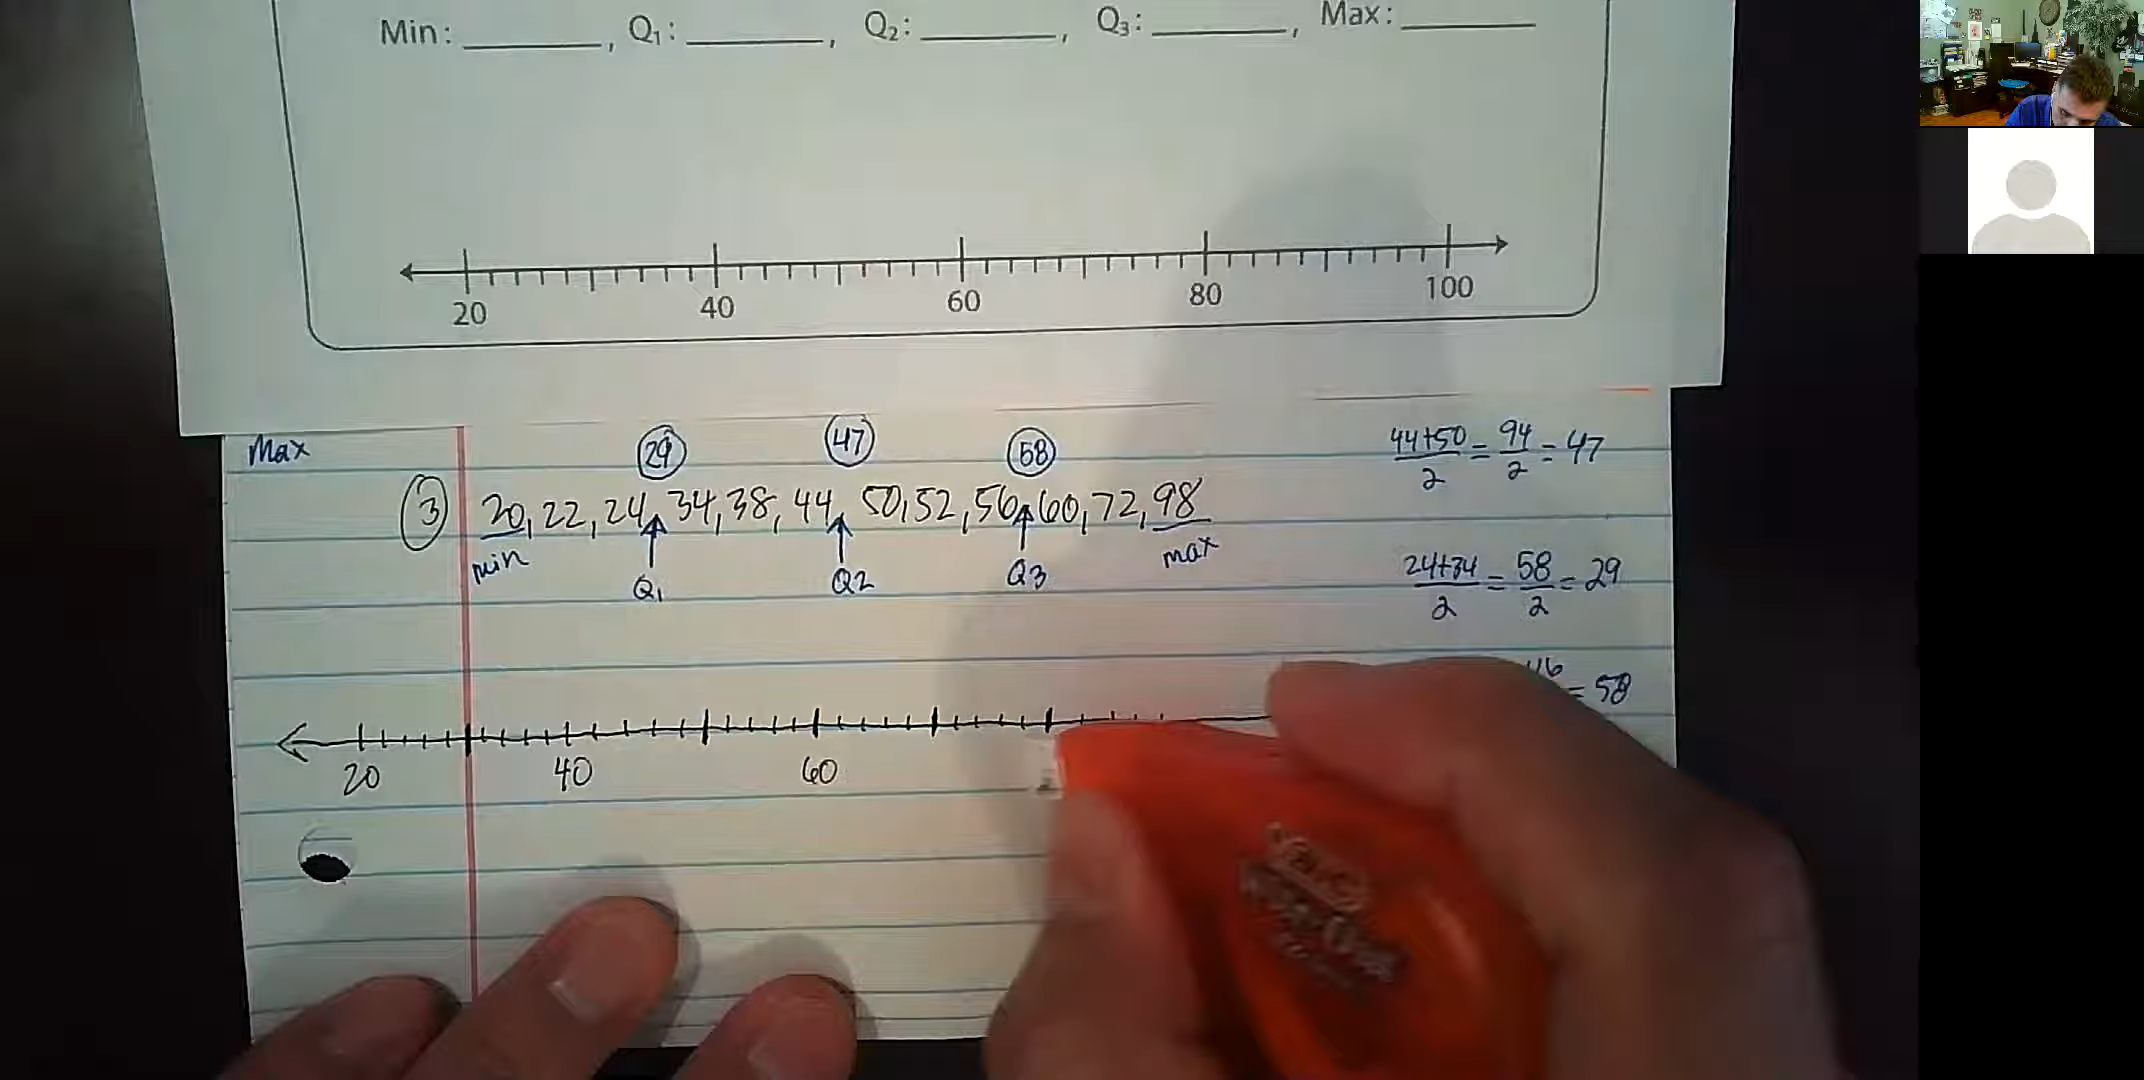 Min: ______, Q₁: ______, Q₂: ______, Q₃: ______, Max: ______
20 40 60 80 100
Max
29 47 58
3 20, 22, 24, 34, 38, 44, 50, 52, 56, 60, 72, 98
min max
Q1 Q2 Q3
44+50/2 = 94/2 = 47
24+34/2 = 58/2 = 29
= 58
20 40 60